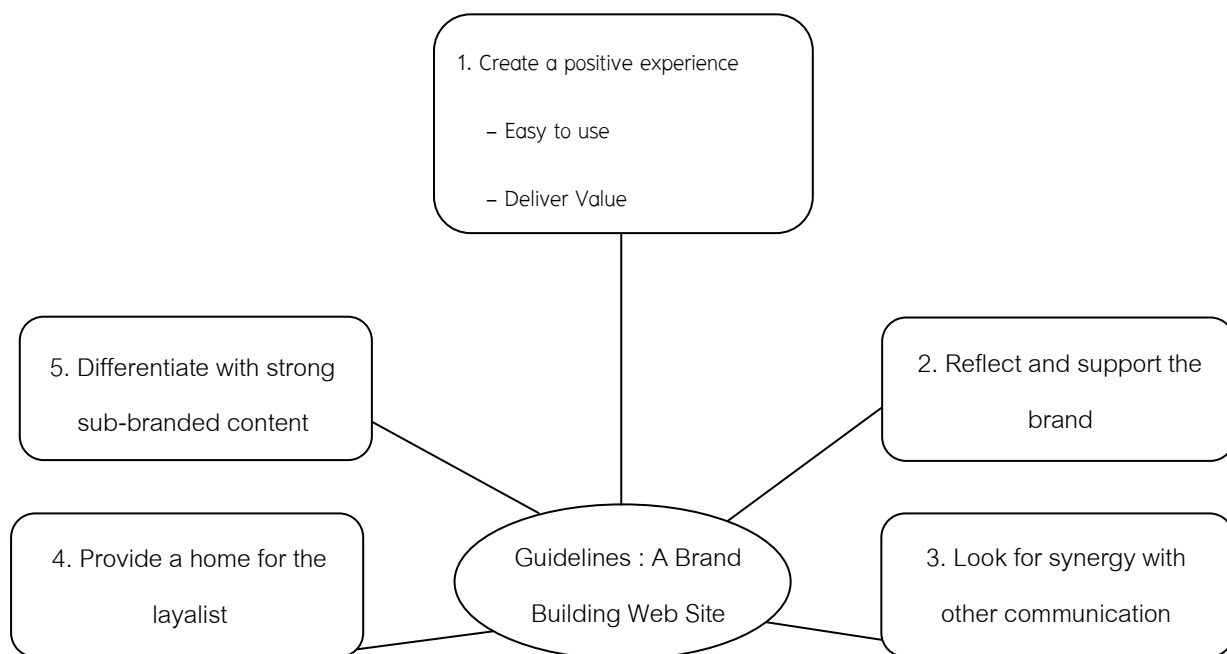 1. Create a positive experience
– Easy to use
– Deliver Value
2. Reflect and support the
brand
3. Look for synergy with
other communication
4. Provide a home for the
layalist
5. Differentiate with strong
sub-branded content
Guidelines : A Brand
Building Web Site